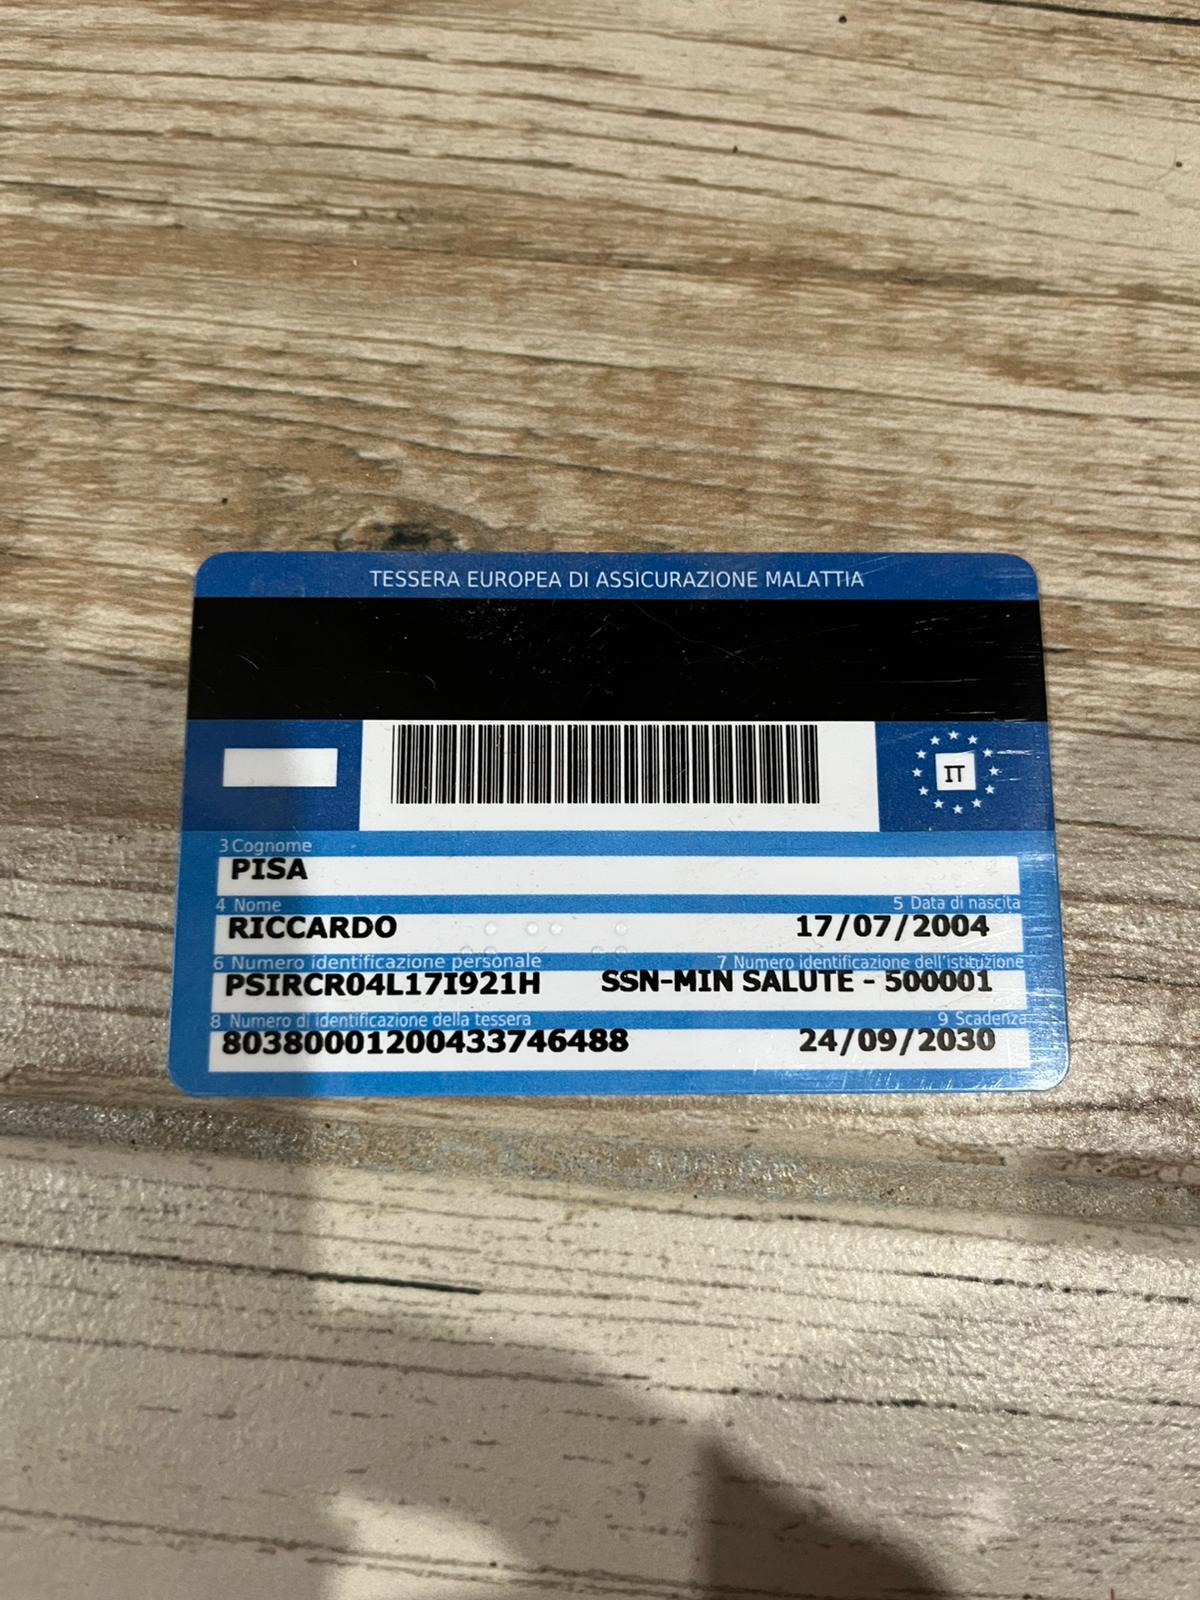 TESSERA EUROPEA DI ASSICURAZIONE MALATTIA
IT
3 Cognome
PISA
4 Nome 5 Data di nascita
RICCARDO 17/07/2004
6 Numero identificazione personale 7 Numero identificazione dell'istituzione
PSIRCR04L17I921H SSN-MIN SALUTE - 500001
8 Numero di identificazione della tessera 9 Scadenza
80380001200433746488 24/09/2030